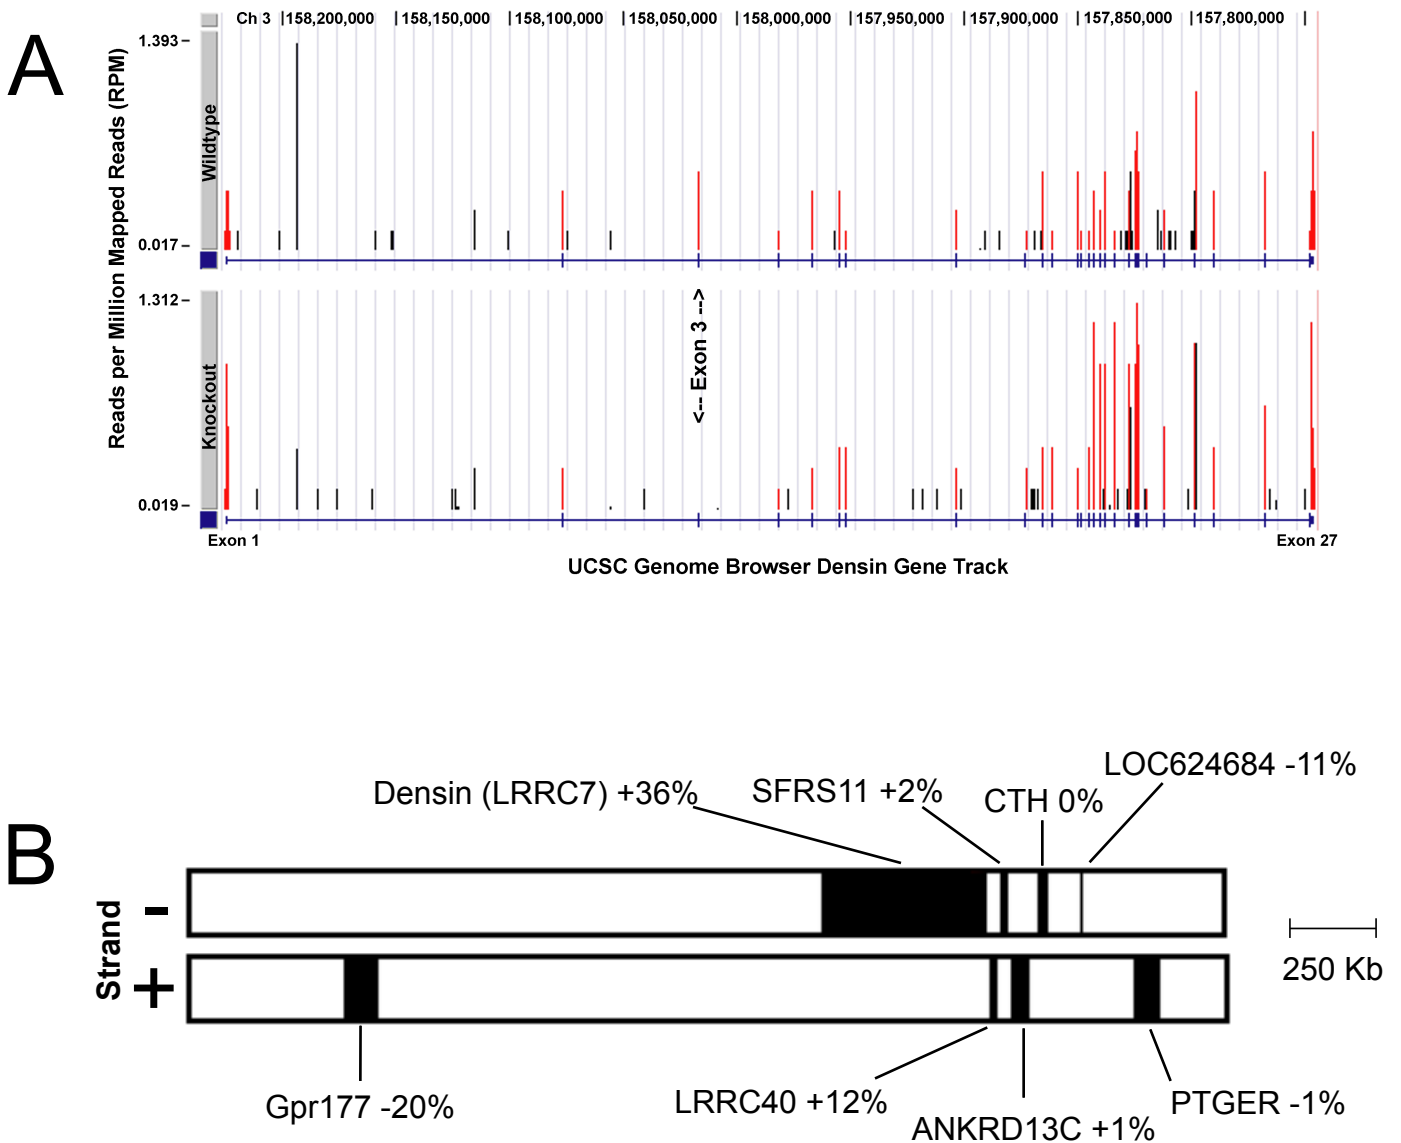 A
Ch 3 |158,200,000 |158,150,000 |158,100,000 |158,050,000 |158,000,000 |157,950,000 |157,900,000 |157,850,000 |157,800,000 |
Reads per Million Mapped Reads (RPM)
1.393
Wildtype
0.017
1.312
<-- Exon 3 -->
Knockout
0.019
Exon 1
Exon 27
UCSC Genome Browser Densin Gene Track
B
LOC624684 -11%
Densin (LRRC7) +36%
SFRS11 +2%
CTH 0%
Strand
-
+
250 Kb
Gpr177 -20%
LRRC40 +12%
ANKRD13C +1%
PTGER -1%